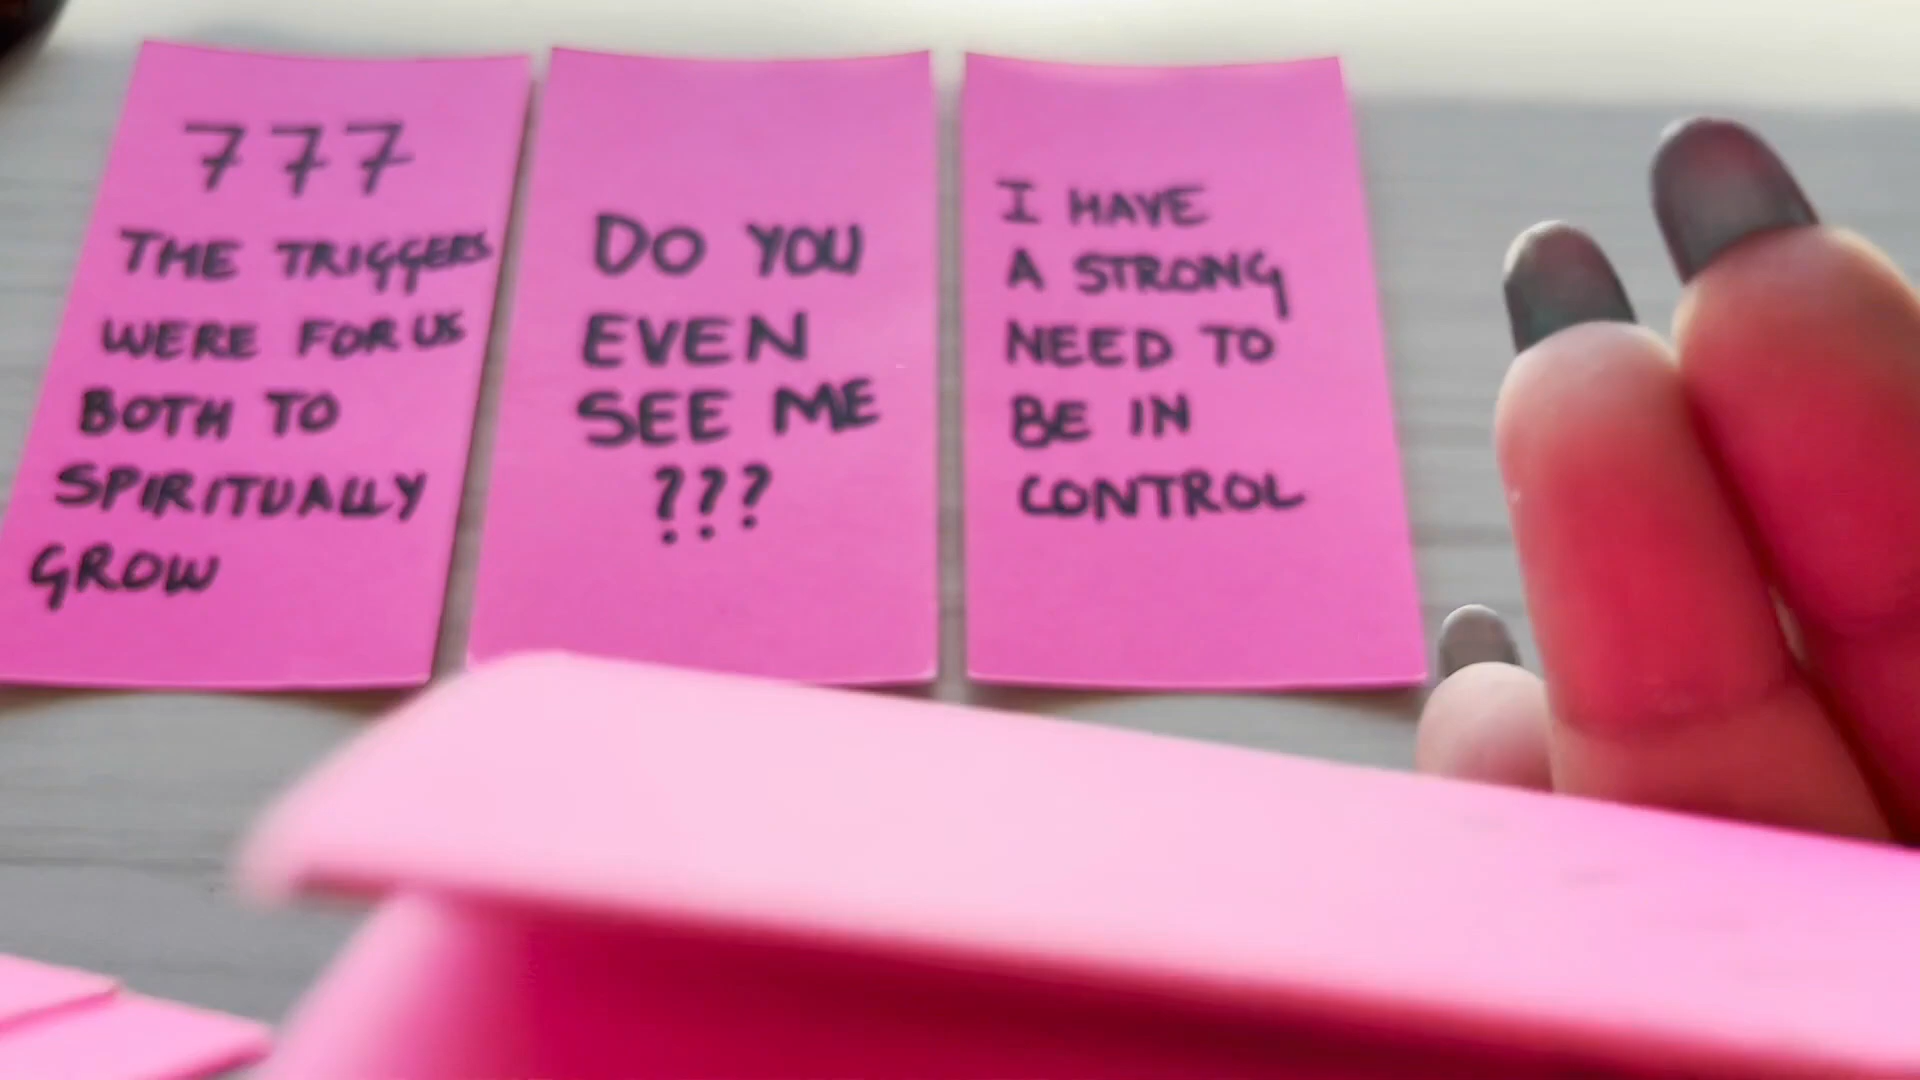 777
THE TRIGGERS
WERE FOR US
BOTH TO
SPIRITUALLY
GROW
DO YOU
EVEN
SEE ME
???
I HAVE
A STRONG
NEED TO
BE IN
CONTROL